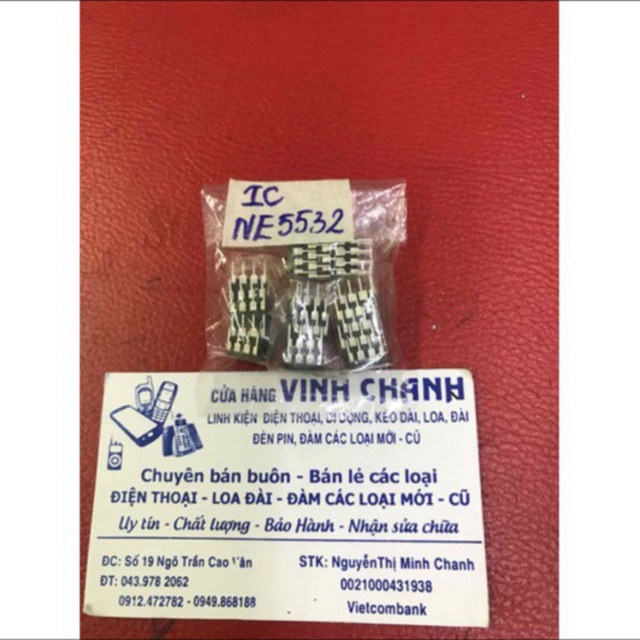 IC
NE5532
CỬA HÀNG VINH CHANH
LINH KIỆN ĐIỆN THOẠI, DI ĐỘNG, KÉO DÀI, LOA, ĐÀI
ĐÈN PIN, ĐÀM CÁC LOẠI MỚI - CŨ
Chuyên bán buôn - Bán lẻ các loại
ĐIỆN THOẠI - LOA ĐÀI - ĐÀM CÁC LOẠI MỚI - CŨ
Uy tín - Chất lượng - Bảo Hành - Nhận sửa chữa
ĐC: Số 19 Ngõ Trần Cao Vân
ĐT: 043.978 2062
0912.472782 - 0949.868188
STK: NguyễnThị Minh Chanh
0021000431938
Vietcombank